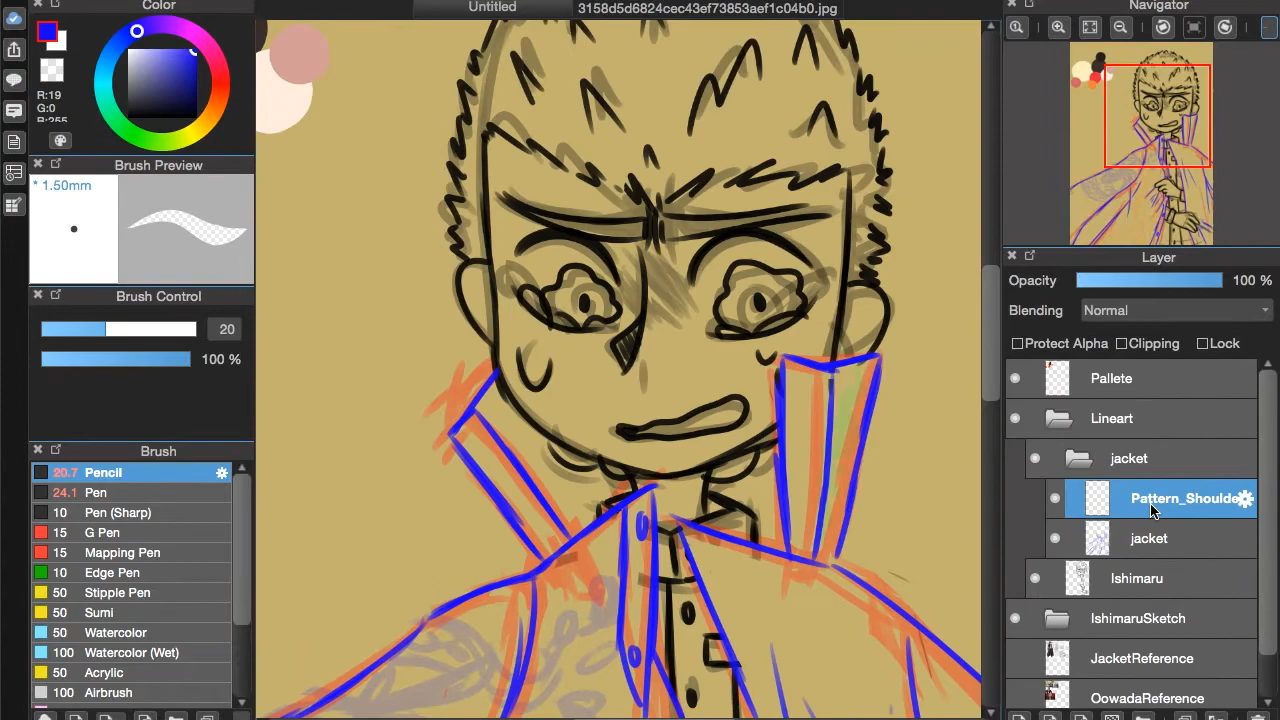 Color
Untitled
3158d5d6824cec43ef73853aef1c04b0.jpg
Navigator
R:19
G:0
B:255
Brush Preview
* 1.50mm
Layer
Opacity 100 %
Brush Control
Blending Normal
20
Protect Alpha Clipping Lock
100 %
Pallete
Lineart
Brush
jacket
20.7 Pencil
24.1 Pen
Pattern_Shoulde
10 Pen (Sharp)
15 G Pen
jacket
15 Mapping Pen
10 Edge Pen
Ishimaru
50 Stipple Pen
50 Sumi
IshimaruSketch
50 Watercolor
100 Watercolor (Wet)
JacketReference
50 Acrylic
100 Airbrush
OowadaReference